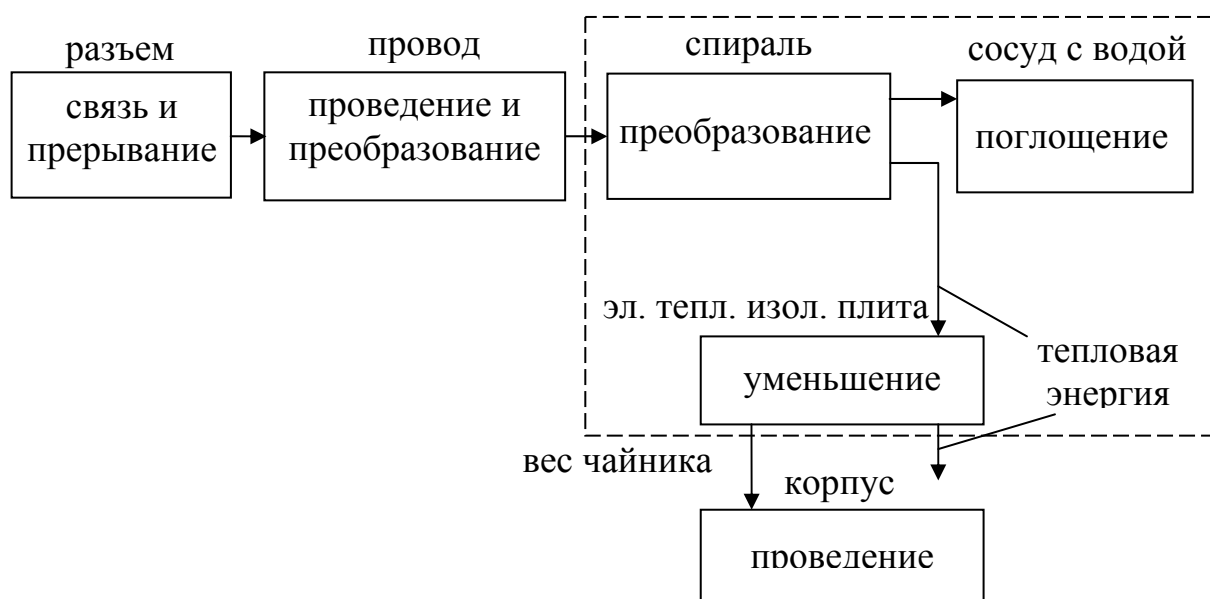 разъем
связь и
прерывание
провод
проведение и
преобразование
спираль
преобразование
сосуд с водой
поглощение
эл. тепл. изол. плита
уменьшение
тепловая
энергия
вес чайника
корпус
проведение